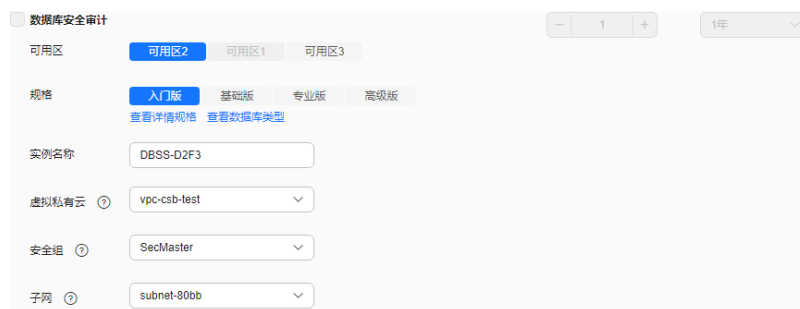 数据库安全审计 − 1 + 1年
可用区 可用区2 可用区1 可用区3
规格 入门版 基础版 专业版 高级版
查看详情规格 查看数据库类型
实例名称 DBSS-D2F3
虚拟私有云 ? vpc-csb-test
安全组 ? SecMaster
子网 ? subnet-80bb